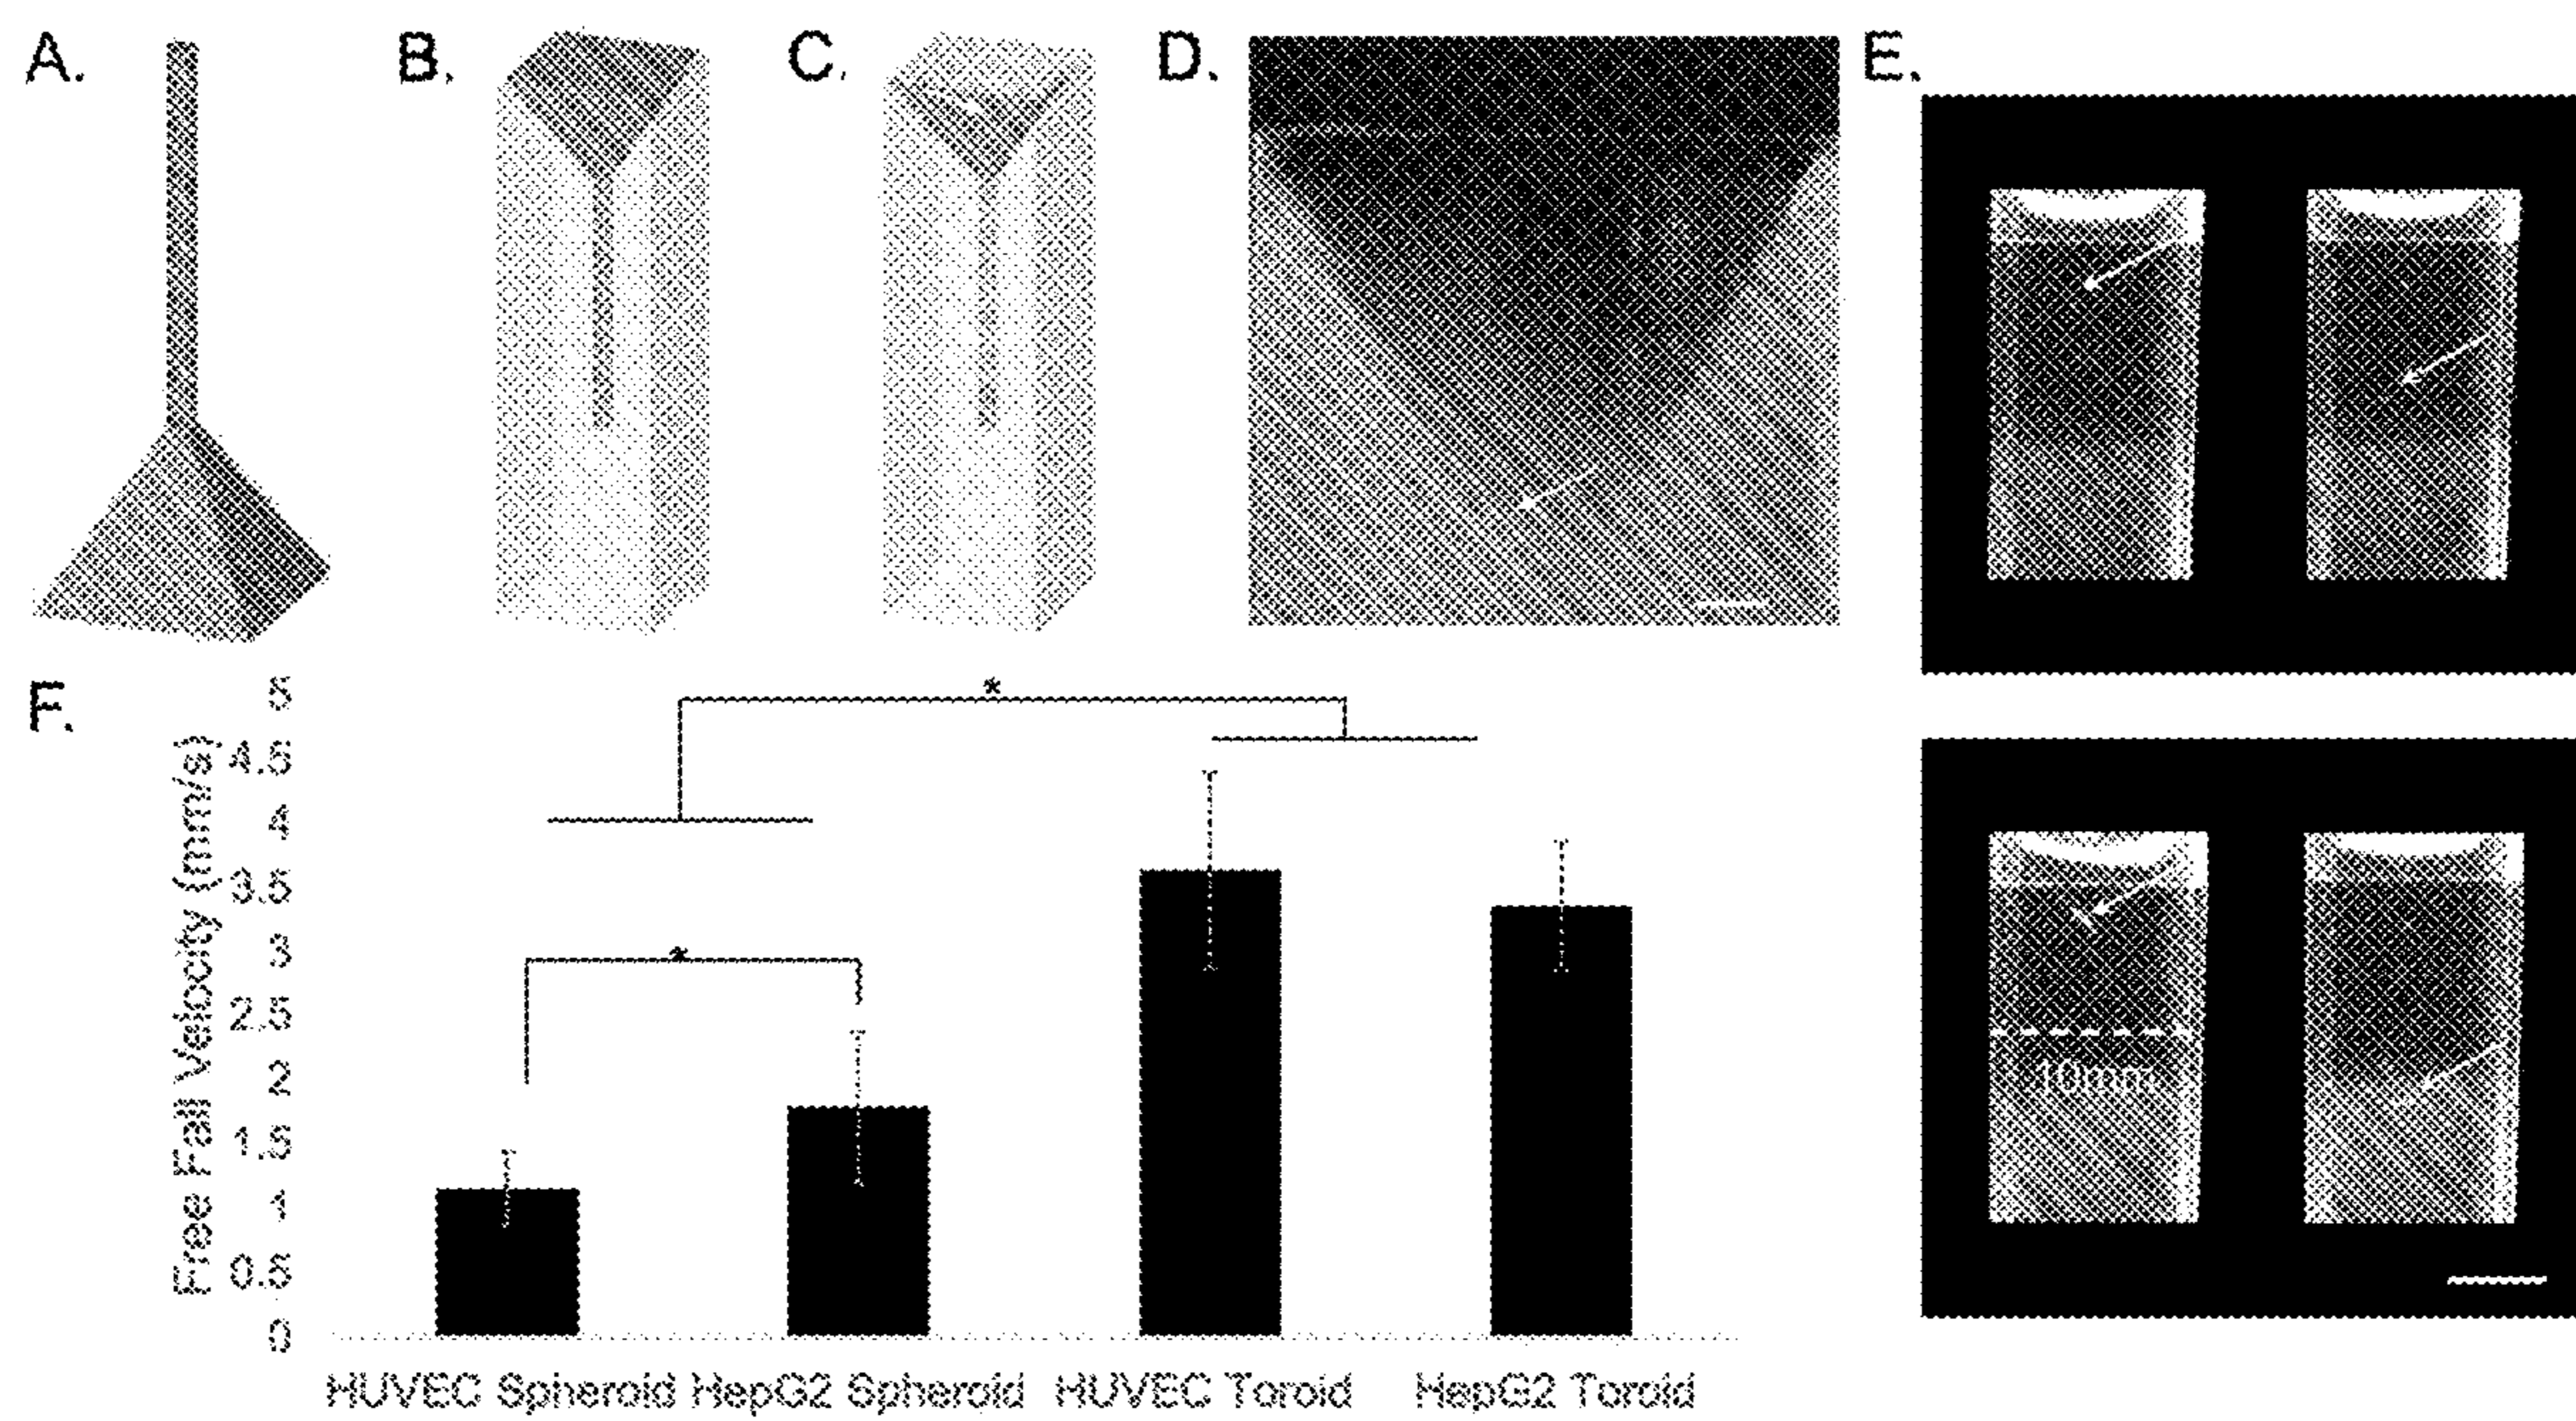 A.
B.
C.
D.
E.
10mm
F.
Free Fall Velocity (mm/s)
5
4.5
4
3.5
3
2.5
2
1.5
1
0.5
0
*
*
HUVEC Spheroid
HepG2 Spheroid
HUVEC Toroid
HepG2 Toroid